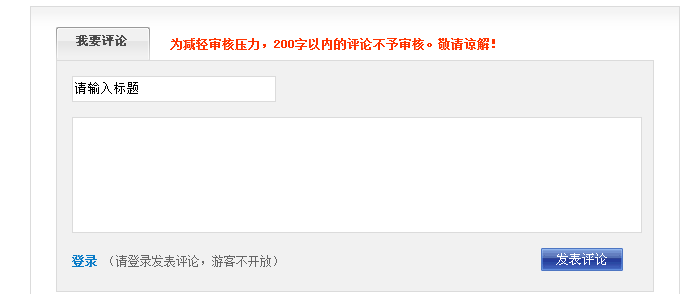 我要评论
为减轻审核压力，200字以内的评论不予审核。敬请谅解！
请输入标题
登录 （请登录发表评论，游客不开放）
发表评论